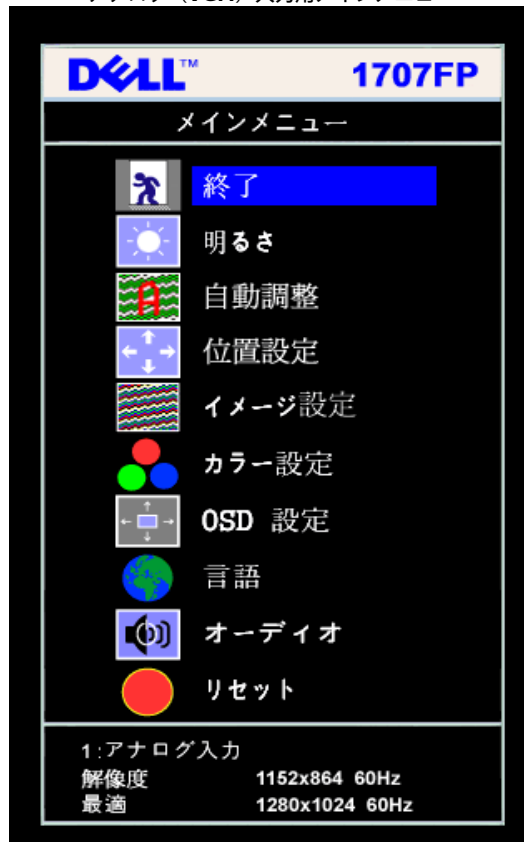 DELL™ 1707FP
メインメニュー
終了
明るさ
自動調整
位置設定
イメージ設定
カラー設定
OSD 設定
言語
オーディオ
リセット
1:アナログ入力
解像度 1152x864 60Hz
最適 1280x1024 60Hz